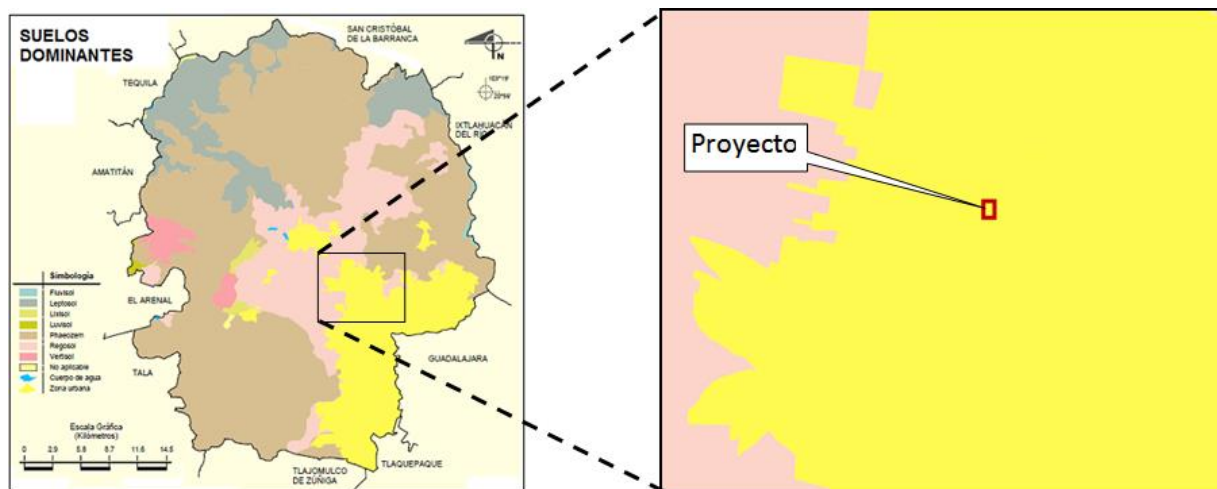 SUELOS
DOMINANTES
SAN CRISTÓBAL
DE LA BARRANCA
N
TEQUILA
IXTLAHUACÁN
DEL RÍO
AMATITÁN
Simbología
Fluvisol
Leptosol
Lixisol
Luvisol
Phaeozem
Regosol
Vertisol
No aplicable
Cuerpo de agua
Zona urbana
EL ARENAL
TALA
GUADALAJARA
Escala Gráfica
(Kilómetros)
0 2.9 5.8 8.7 11.6 14.5
TLAJOMULCO
DE ZÚÑIGA
TLAQUEPAQUE
Proyecto